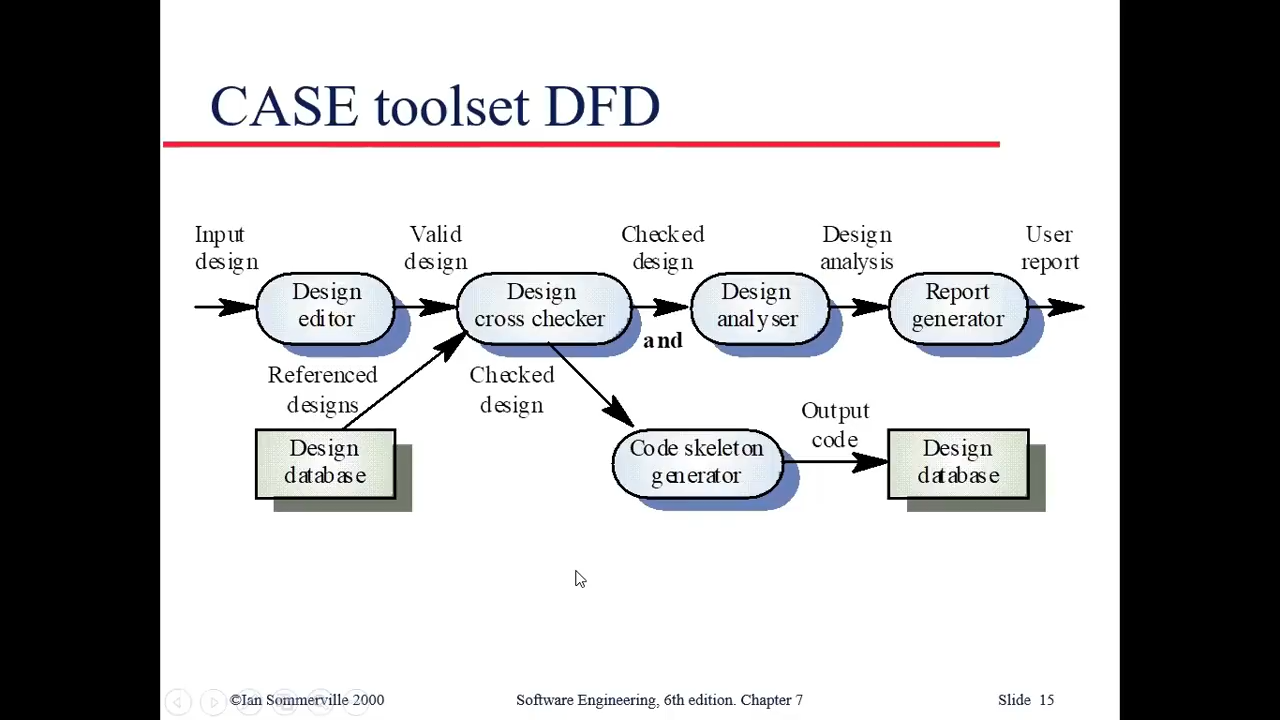 CASE toolset DFD
Input
design
Valid
design
Checked
design
Design
analysis
User
report
Design
editor
Design
cross checker
Design
analyser
Report
generator
and
Referenced
designs
Checked
design
Output
code
Design
database
Code skeleton
generator
Design
database
©Ian Sommerville 2000
Software Engineering, 6th edition. Chapter 7
Slide 15